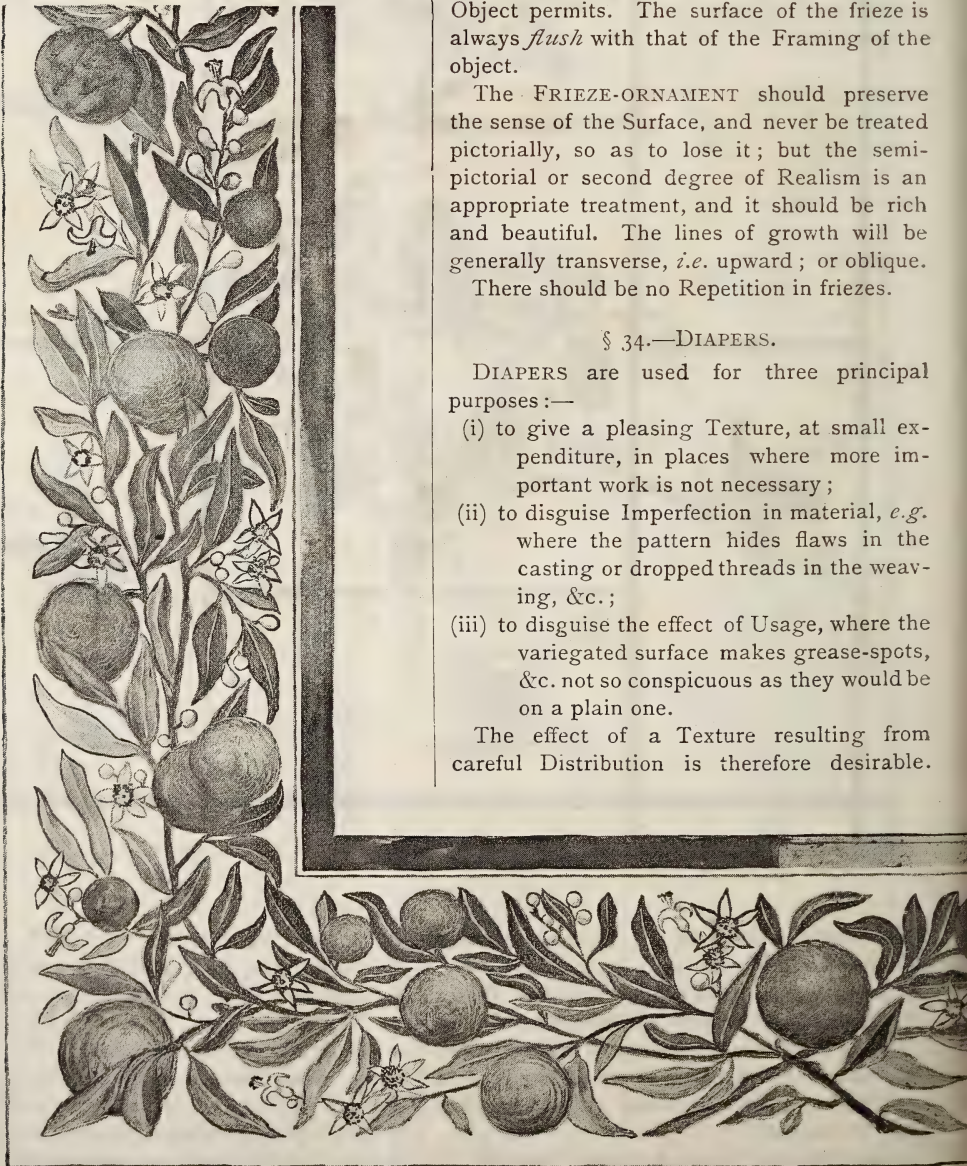 Object permits. The surface of the frieze is
always flush with that of the Framing of the
object.
The FRIEZE-ORNAMENT should preserve
the sense of the Surface, and never be treated
pictorially, so as to lose it; but the semi-
pictorial or second degree of Realism is an
appropriate treatment, and it should be rich
and beautiful. The lines of growth will be
generally transverse, i.e. upward; or oblique.
There should be no Repetition in friezes.
§ 34.—DIAPERS.
DIAPERS are used for three principal
purposes:—
(i) to give a pleasing Texture, at small ex-
penditure, in places where more im-
portant work is not necessary;
(ii) to disguise Imperfection in material, e.g.
where the pattern hides flaws in the
casting or dropped threads in the weav-
ing, &c.;
(iii) to disguise the effect of Usage, where the
variegated surface makes grease-spots,
&c. not so conspicuous as they would be
on a plain one.
The effect of a Texture resulting from
careful Distribution is therefore desirable.